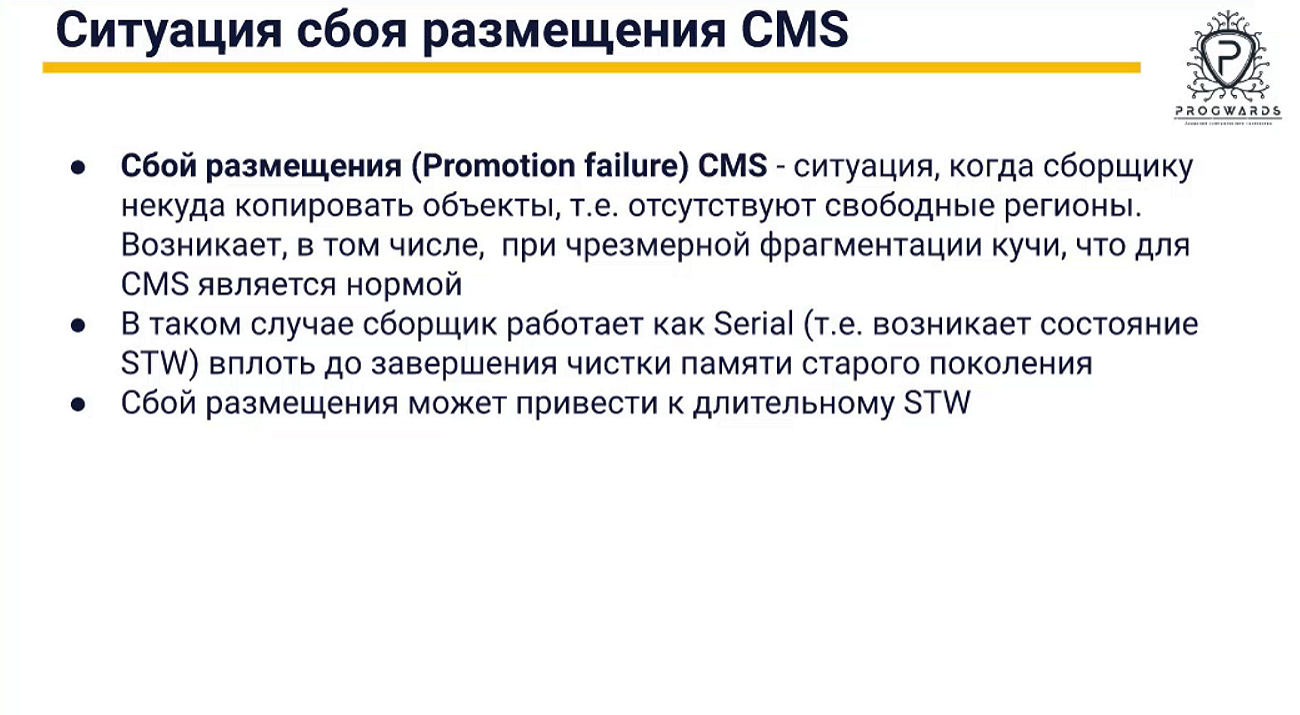 Ситуация сбоя размещения CMS
PROGWARDS
● Сбой размещения (Promotion failure) CMS - ситуация, когда сборщику
некуда копировать объекты, т.е. отсутствуют свободные регионы.
Возникает, в том числе, при чрезмерной фрагментации кучи, что для
CMS является нормой
● В таком случае сборщик работает как Serial (т.е. возникает состояние
STW) вплоть до завершения чистки памяти старого поколения
● Сбой размещения может привести к длительному STW